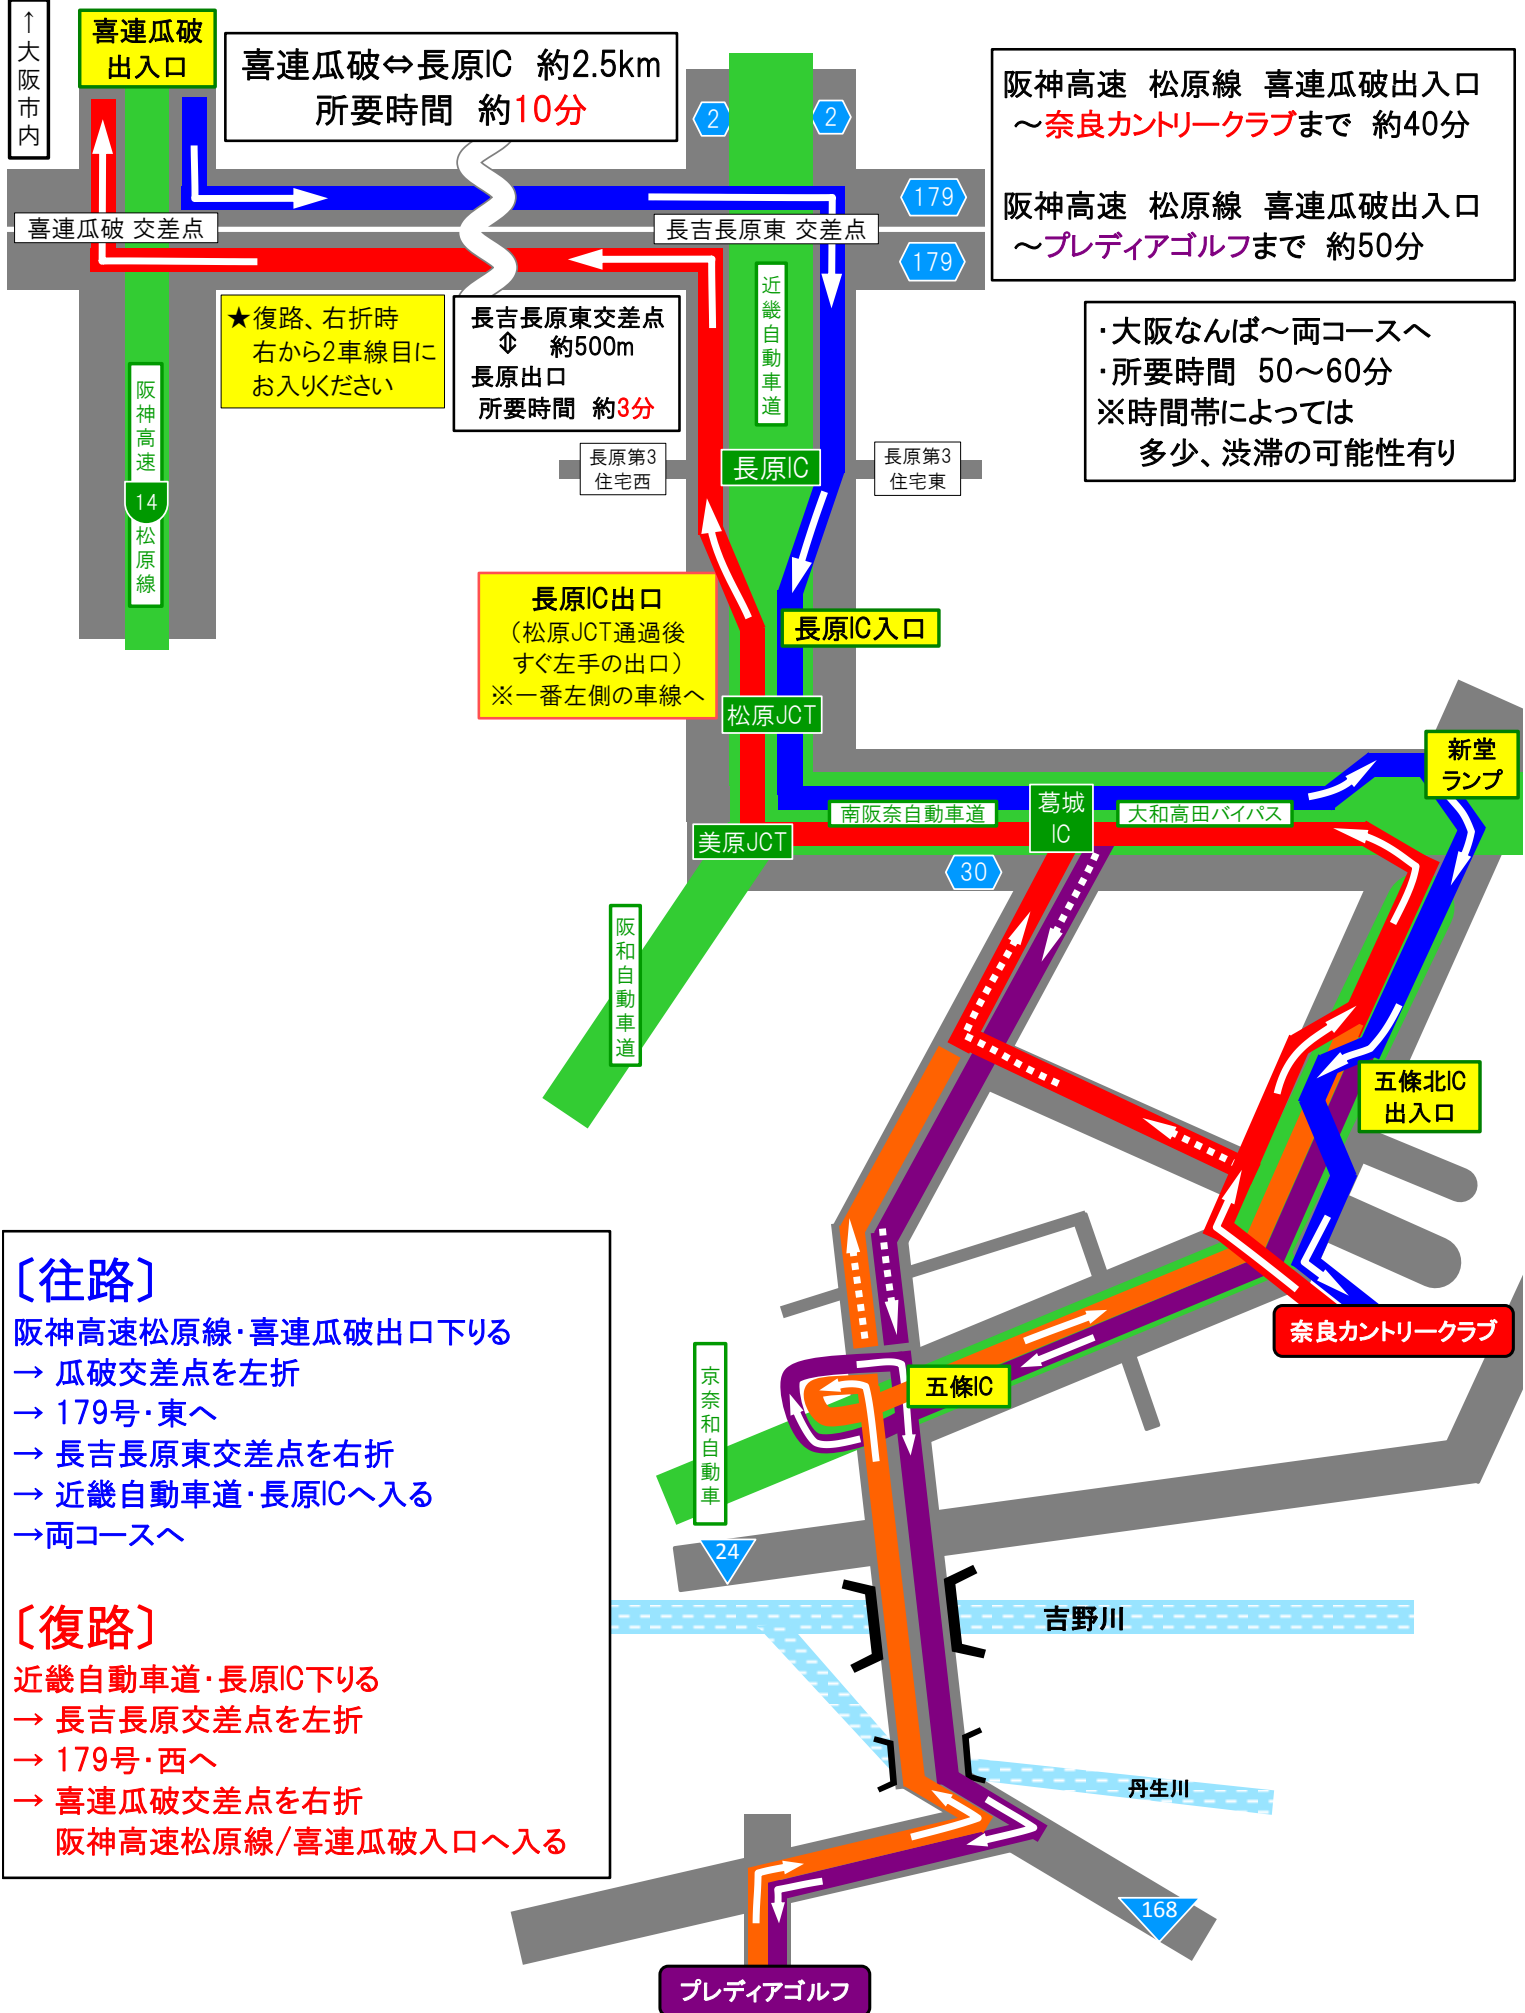 ↑大阪市内
喜連瓜破
出入口
喜連瓜破⇔長原IC　約2.5km
所要時間　約10分
2
2
阪神高速　松原線　喜連瓜破出入口
～奈良カントリークラブまで　約40分
阪神高速　松原線　喜連瓜破出入口
～プレディアゴルフまで　約50分
179
喜連瓜破 交差点
長吉長原東 交差点
179
★復路、右折時
右から2車線目に
お入りください
長吉長原東交差点
⇕　約500m
長原出口
所要時間　約3分
近畿自動車道
・大阪なんば～両コースへ
・所要時間　50～60分
※時間帯によっては
多少、渋滞の可能性有り
阪神高速
14
松原線
長原第3
住宅西
長原IC
長原第3
住宅東
長原IC出口
（松原JCT通過後
すぐ左手の出口）
※一番左側の車線へ
長原IC入口
松原JCT
新堂
ランプ
南阪奈自動車道
葛城
IC
大和高田バイパス
美原JCT
30
阪和自動車道
五條北IC
出入口
〔往路〕
阪神高速松原線・喜連瓜破出口下りる
→ 瓜破交差点を左折
→ 179号・東へ
→ 長吉長原東交差点を右折
→ 近畿自動車道・長原ICへ入る
→両コースへ
〔復路〕
近畿自動車道・長原IC下りる
→ 長吉長原交差点を左折
→ 179号・西へ
→ 喜連瓜破交差点を右折
阪神高速松原線/喜連瓜破入口へ入る
奈良カントリークラブ
京奈和自動車
五條IC
24
吉野川
丹生川
168
プレディアゴルフ